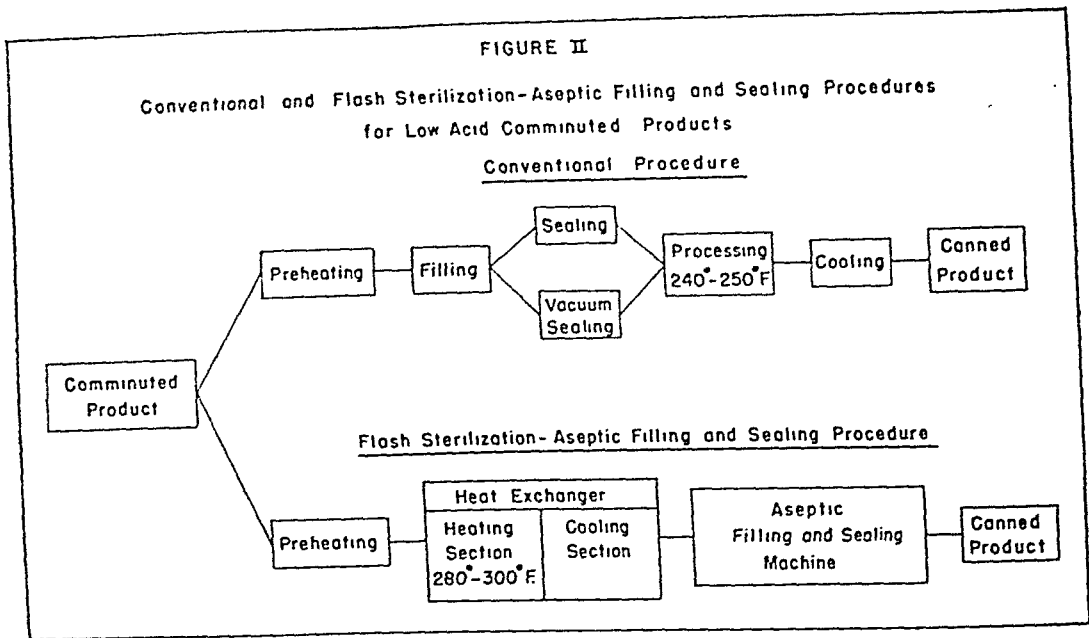 FIGURE II
Conventional and Flash Sterilization-Aseptic Filling and Sealing Procedures
for Low Acid Comminuted Products
Conventional Procedure
Sealing
Preheating
Filling
Vacuum
Sealing
Processing
240°-250°F
Cooling
Canned
Product
Comminuted
Product
Flash Sterilization-Aseptic Filling and Sealing Procedure
Preheating
Heat Exchanger
Heating
Section
280°-300°F.
Cooling
Section
Aseptic
Filling and Sealing
Machine
Canned
Product